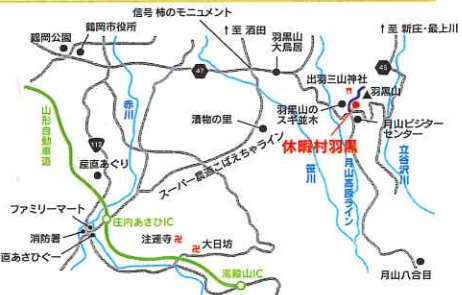 信号 柿のモニュメント
鶴岡市役所
鶴岡公園
↑至 酒田
羽黒山
大鳥居
↑至 新庄・最上川
47
45
出羽三山神社
羽黒山
羽黒山の
スギ並木
月山ビジター
センター
休暇村羽黒
赤川
山形自動車道
漬物の里
112
産直あぐり
スーパー農道こばえちゃライン
笹川
月山高原ライン
立谷沢川
ファミリーマート
庄内あさひIC
消防署
直あさひぐー
注連寺
大日坊
湯殿山IC
月山八合目